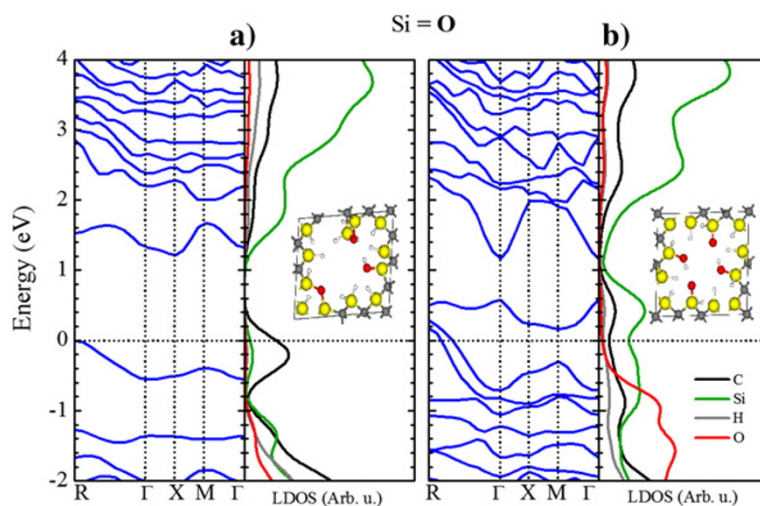 Si = O
a)
b)
Energy (eV)
4
3
2
1
0
-1
-2
R Γ X M Γ
LDOS (Arb. u.)
R Γ X M Γ
LDOS (Arb. u.)
C
Si
H
O